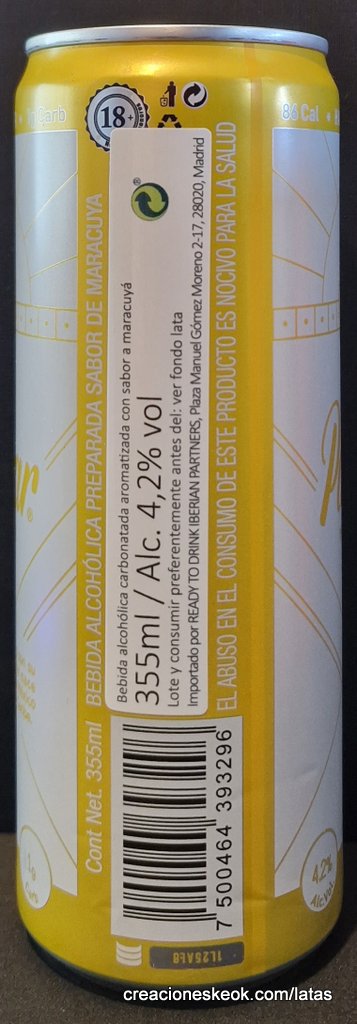 Carb
18+
86 Cal
BEBIDA ALCOHÓLICA PREPARADA SABOR DE MARACUYA
Cont Net. 355ml
Bebida alcohólica carbonatada aromatizada con sabor a maracuyá
355ml / Alc. 4,2% vol
Lote y consumir preferentemente antes del: ver fondo lata
Importado por READY TO DRINK IBERIAN PARTNERS, Plaza Manuel Gómez Moreno 2-17, 28020, Madrid
EL ABUSO EN EL CONSUMO DE ESTE PRODUCTO ES NOCIVO PARA LA SALUD
7 500464 393296
4.2%
Alc.Vol.
creacioneskeok.com/latas